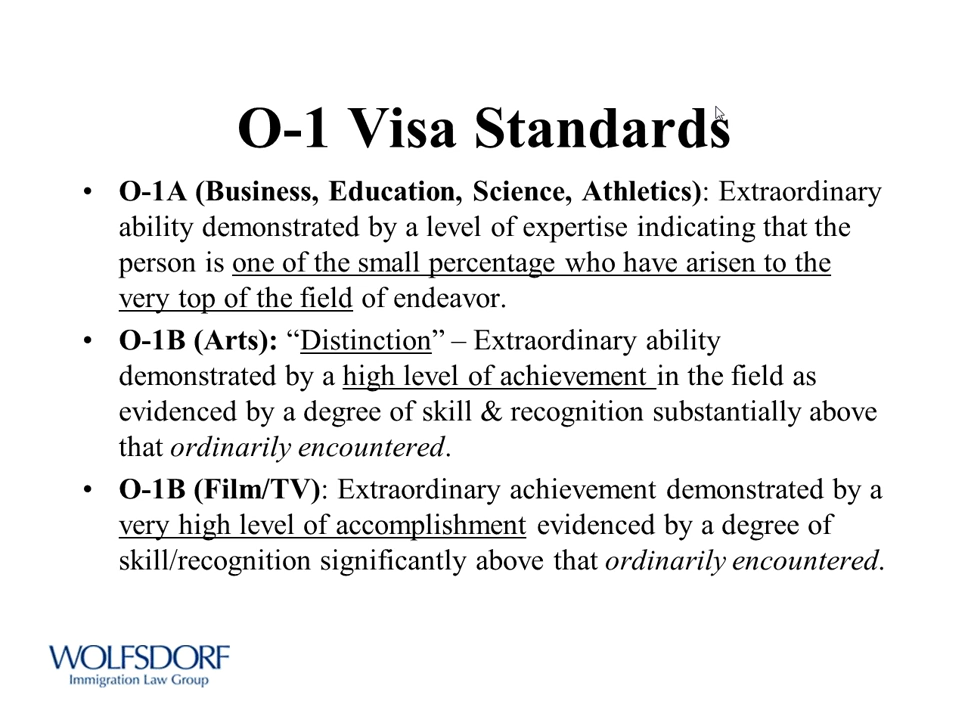 O-1 Visa Standards
• O-1A (Business, Education, Science, Athletics): Extraordinary
ability demonstrated by a level of expertise indicating that the
person is one of the small percentage who have arisen to the
very top of the field of endeavor.
• O-1B (Arts): “Distinction” – Extraordinary ability
demonstrated by a high level of achievement in the field as
evidenced by a degree of skill & recognition substantially above
that ordinarily encountered.
• O-1B (Film/TV): Extraordinary achievement demonstrated by a
very high level of accomplishment evidenced by a degree of
skill/recognition significantly above that ordinarily encountered.
WOLFSDORF
Immigration Law Group